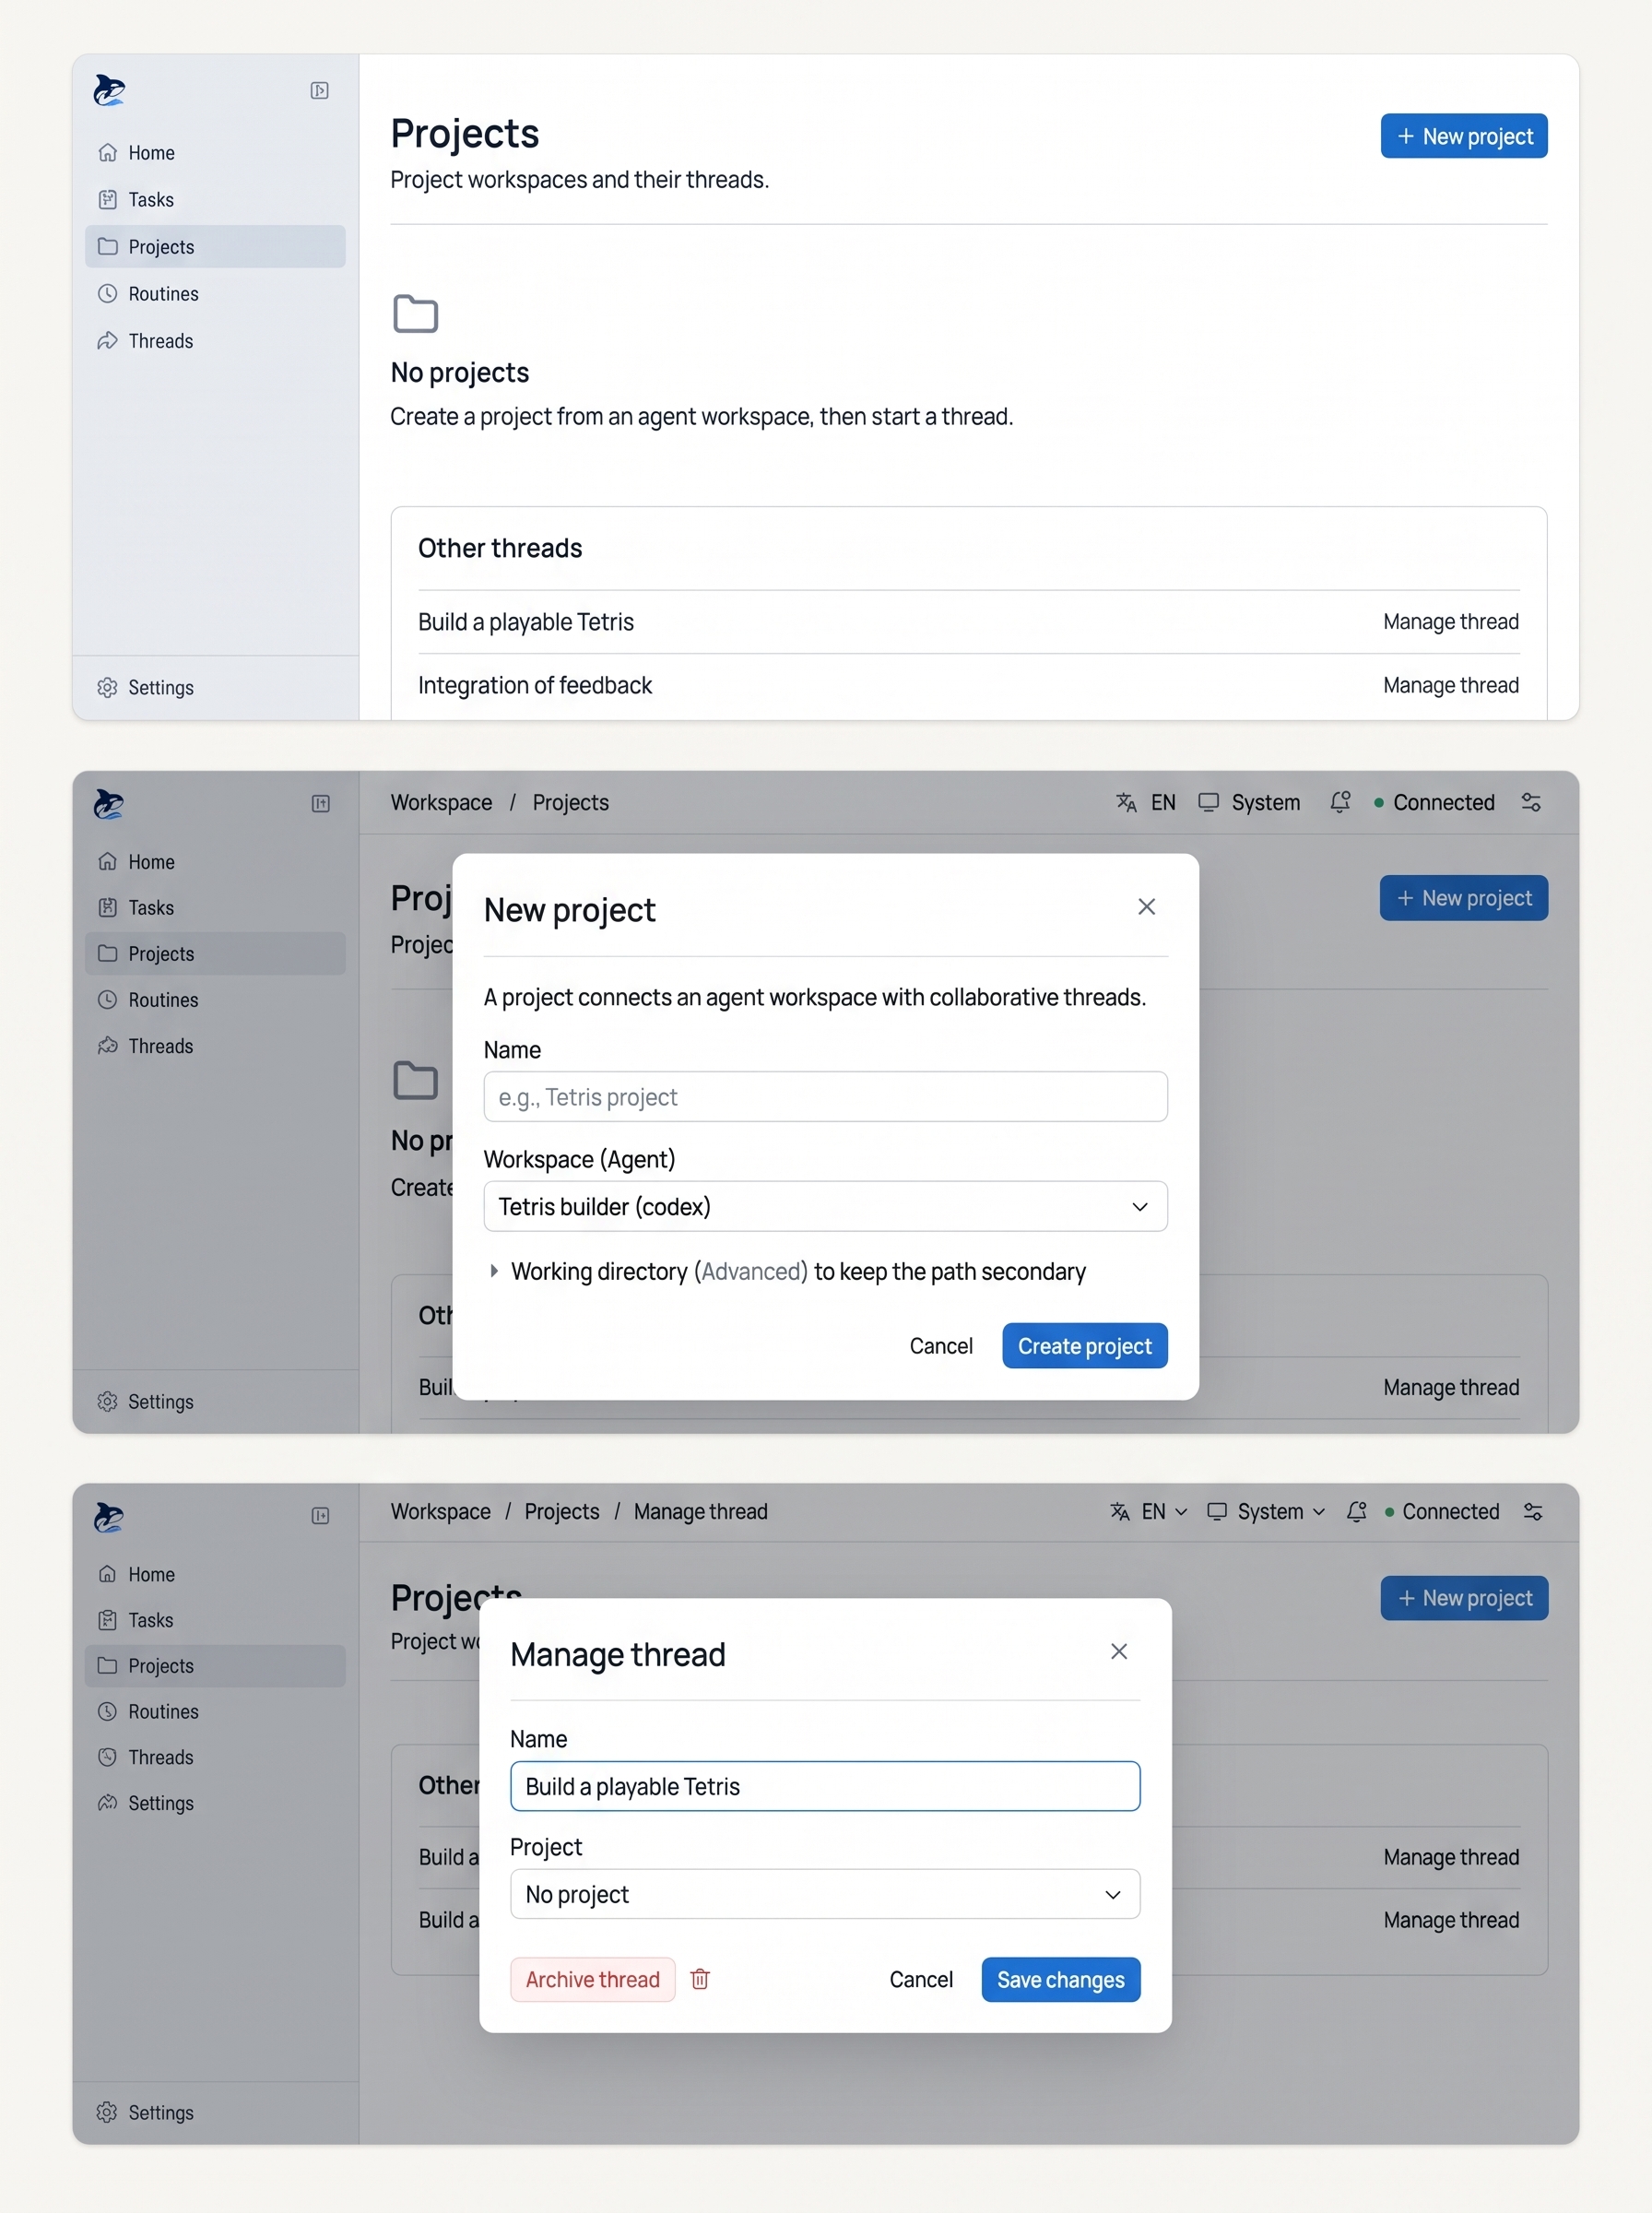 Home
Tasks
Projects
Routines
Threads
Settings
Projects
+ New project
Project workspaces and their threads.
No projects
Create a project from an agent workspace, then start a thread.
Other threads
Build a playable Tetris
Manage thread
Integration of feedback
Manage thread
Home
Tasks
Projects
Routines
Threads
Settings
Workspace / Projects
EN
System
Connected
Proj
+ New project
Projec
No pr
Create
Oth
Buil
Manage thread
New project
A project connects an agent workspace with collaborative threads.
Name
e.g., Tetris project
Workspace (Agent)
Tetris builder (codex)
Working directory (Advanced) to keep the path secondary
Cancel
Create project
Home
Tasks
Projects
Routines
Threads
Settings
Settings
Workspace / Projects / Manage thread
EN
System
Connected
Projects
+ New project
Project wo
Other
Build a
Manage thread
Build a
Manage thread
Manage thread
Name
Build a playable Tetris
Project
No project
Archive thread
Cancel
Save changes